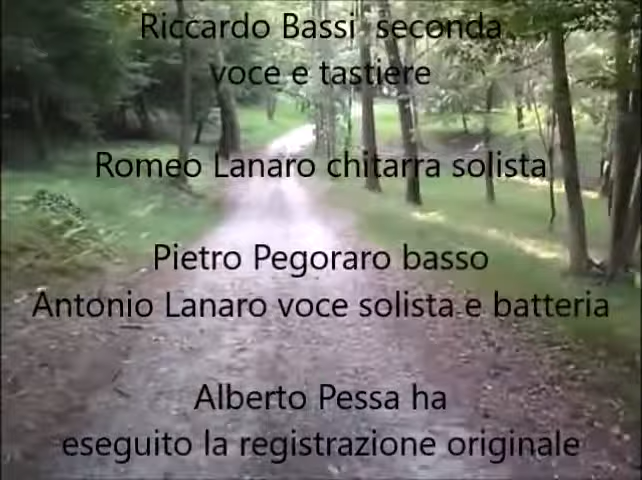 Riccardo Bassi seconda
voce e tastiere
Romeo Lanaro chitarra solista
Pietro Pegoraro basso
Antonio Lanaro voce solista e batteria
Alberto Pessa ha
eseguito la registrazione originale